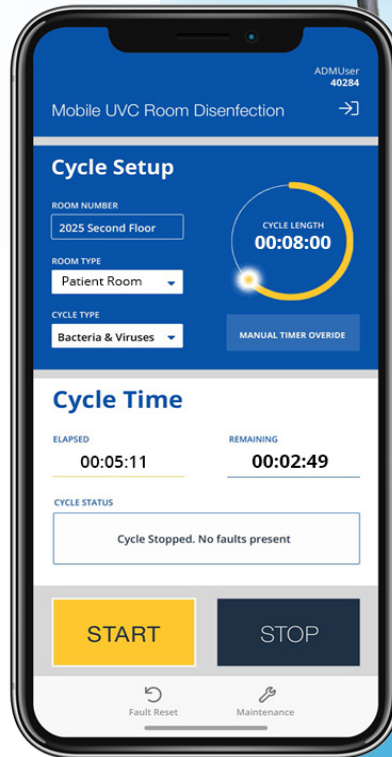 ADMUser
40284
Mobile UVC Room Disenfection
Cycle Setup
ROOM NUMBER
2025 Second Floor
ROOM TYPE
Patient Room
CYCLE TYPE
Bacteria & Viruses
CYCLE LENGTH
00:08:00
MANUAL TIMER OVERIDE
Cycle Time
ELAPSED
00:05:11
REMAINING
00:02:49
CYCLE STATUS
Cycle Stopped. No faults present
START
STOP
Fault Reset
Maintenance